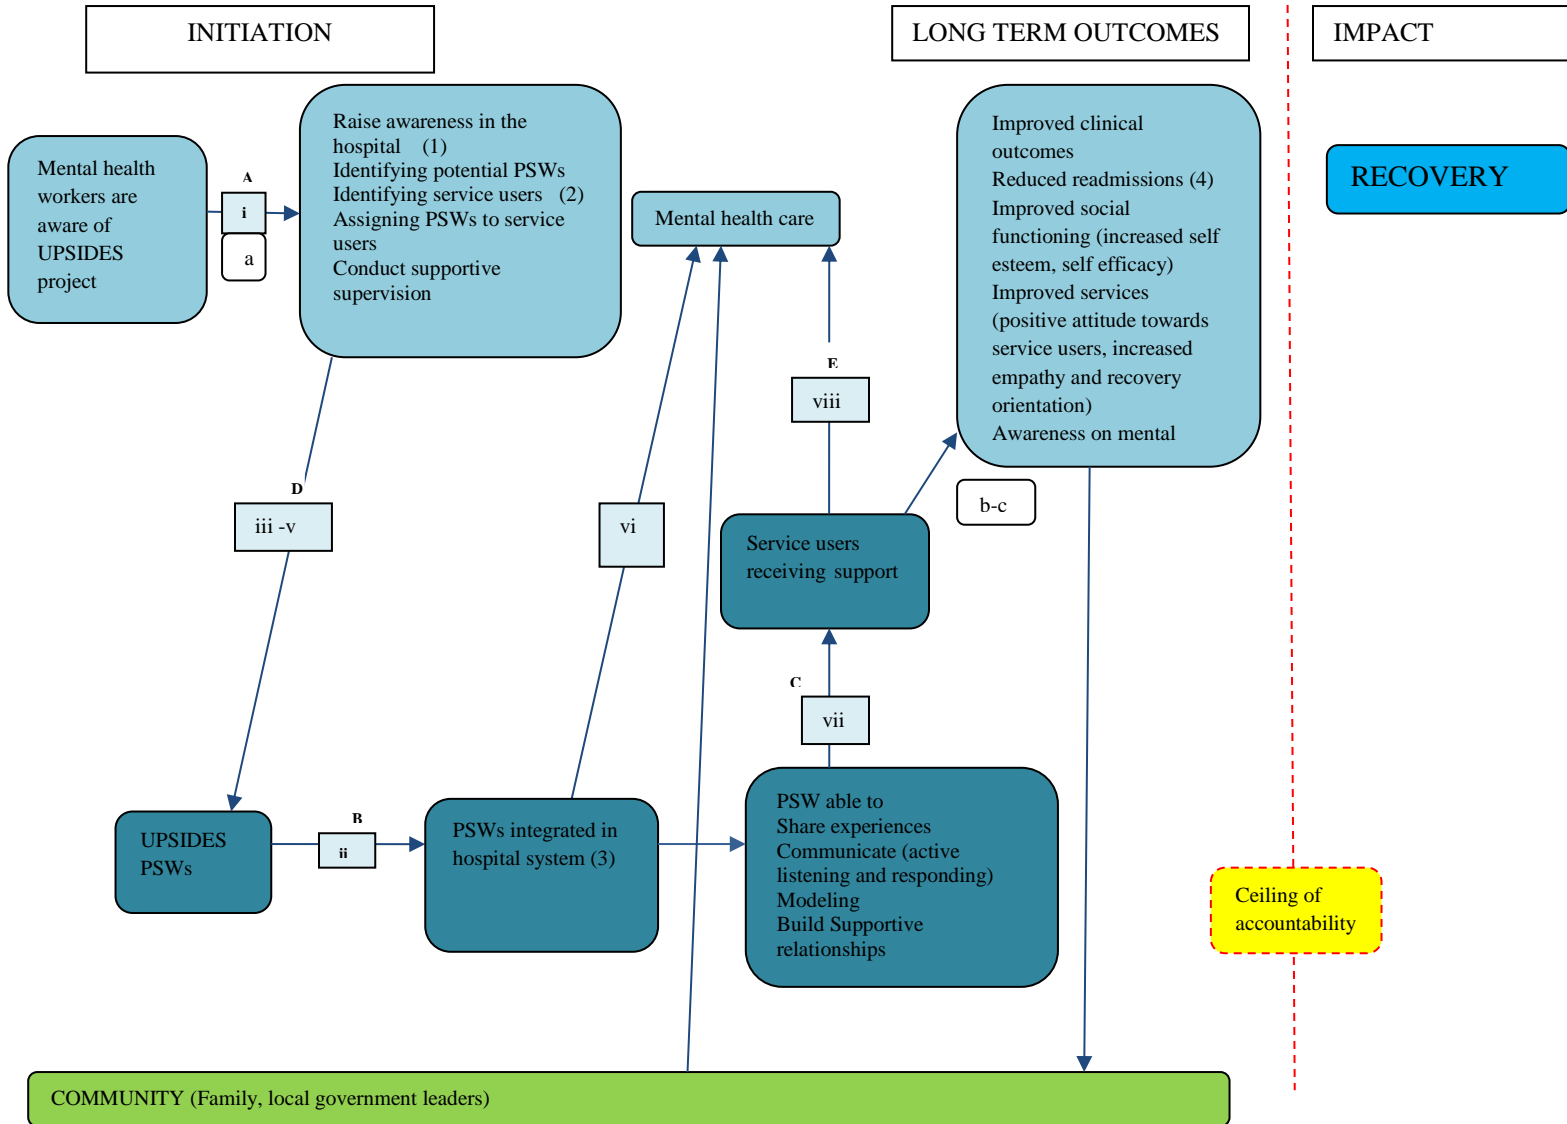 INITIATION
LONG TERM OUTCOMES
IMPACT
Mental health
workers are
aware of
UPSIDES
project
A
i
a
Raise awareness in the
hospital (1)
Identifying potential PSWs
Identifying service users (2)
Assigning PSWs to service
users
Conduct supportive
supervision
Mental health care
Improved clinical
outcomes
Reduced readmissions (4)
Improved social
functioning (increased self
esteem, self efficacy)
Improved services
(positive attitude towards
service users, increased
empathy and recovery
orientation)
Awareness on mental
RECOVERY
E
viii
D
iii -v
vi
b-c
Service users
receiving support
C
vii
UPSIDES
PSWs
B
ii
PSWs integrated in
hospital system (3)
PSW able to
Share experiences
Communicate (active
listening and responding)
Modeling
Build Supportive
relationships
Ceiling of
accountability
COMMUNITY (Family, local government leaders)